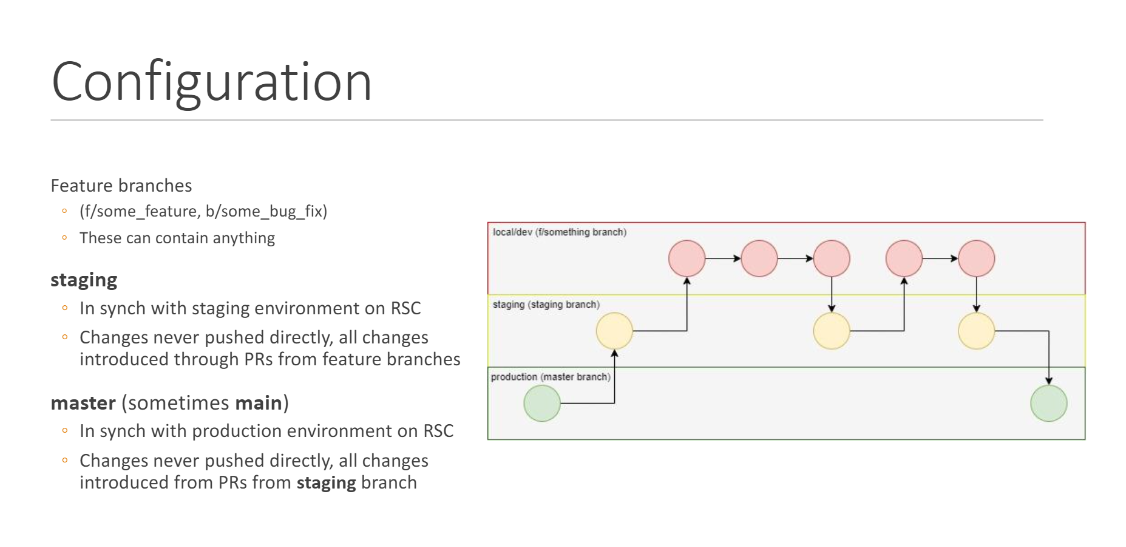 Configuration
Feature branches
(f/some_feature, b/some_bug_fix)
These can contain anything
staging
In synch with staging environment on RSC
Changes never pushed directly, all changes
introduced through PRs from feature branches
master (sometimes main)
In synch with production environment on RSC
Changes never pushed directly, all changes
introduced from PRs from staging branch
local/dev (f/something branch)
staging (staging branch)
production (master branch)